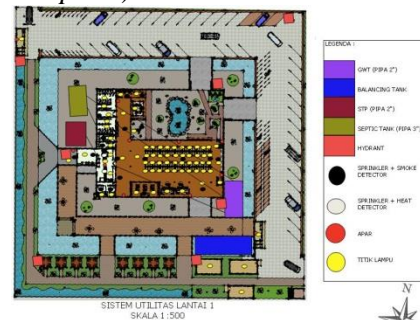 LEGENDA :
GWT (PIPA 2")
BALANCING TANK
STP (PIPA 2")
SEPTIC TANK (PIPA 3")
HYDRANT
SPRINKLER + SMOKE
DETECTOR
SPRINKLER + HEAT
DETECTOR
APAR
TITIK LAMPU
N
SISTEM UTILITAS LANTAI 1
SKALA 1:500